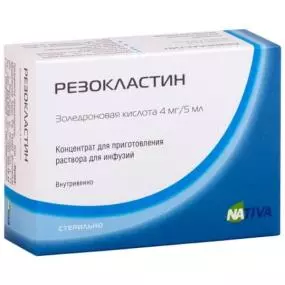 РЕЗОКЛАСТИН
Золедроновая кислота 4 мг/5 мл
Концентрат для приготовления
раствора для инфузий
Внутривенно
СТЕРИЛЬНО
NATIVA